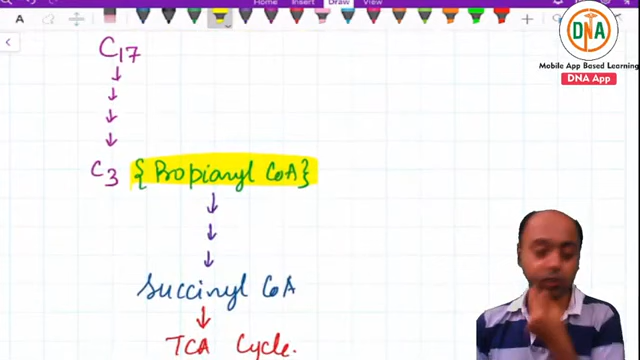 Home Insert Draw View
A
DNA
Mobile App Based Learning
DNA App
C17
C3 {Propianyl CoA}
Succinyl CoA
TCA Cycle.